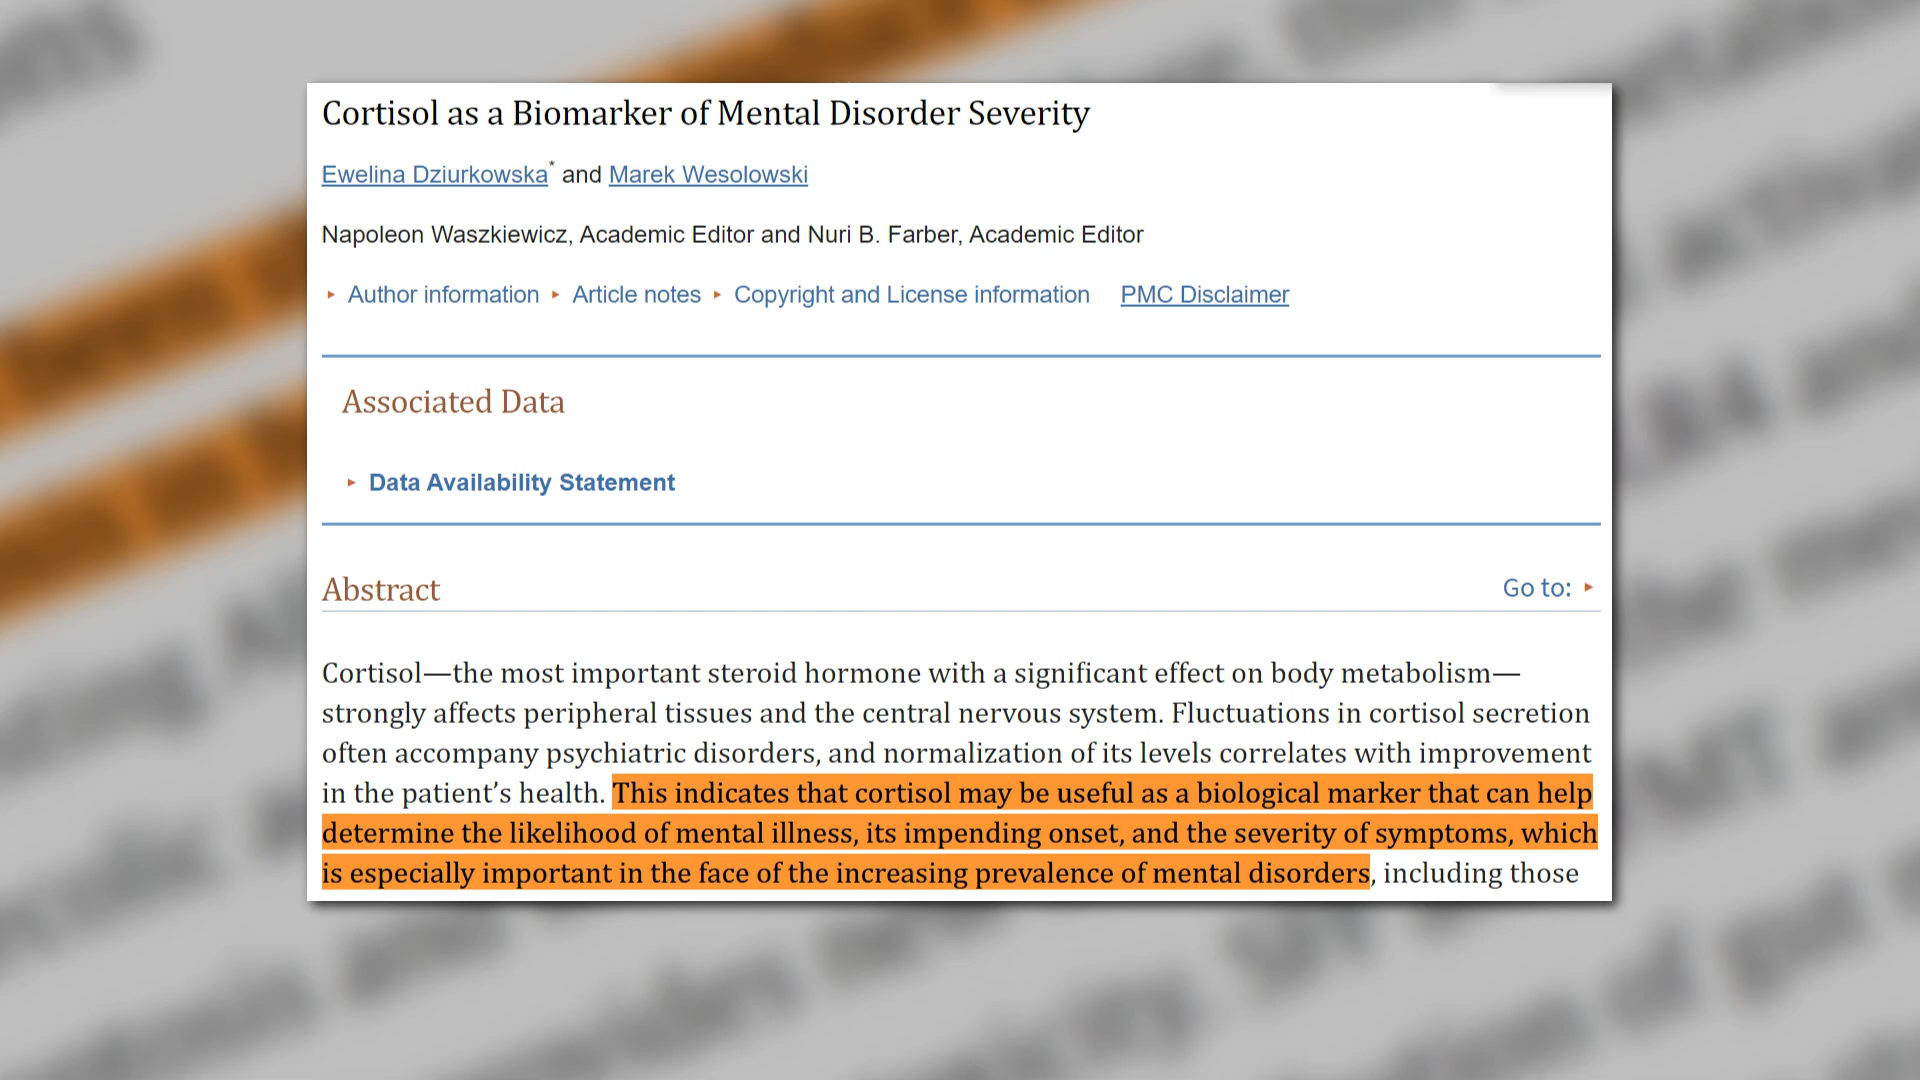 Cortisol as a Biomarker of Mental Disorder Severity
Ewelina Dziurkowska* and Marek Wesolowski
Napoleon Waszkiewicz, Academic Editor and Nuri B. Farber, Academic Editor
▸ Author information ▸ Article notes ▸ Copyright and License information PMC Disclaimer
Associated Data
▸ Data Availability Statement
Abstract
Go to: ▸
Cortisol—the most important steroid hormone with a significant effect on body metabolism—
strongly affects peripheral tissues and the central nervous system. Fluctuations in cortisol secretion
often accompany psychiatric disorders, and normalization of its levels correlates with improvement
in the patient’s health. This indicates that cortisol may be useful as a biological marker that can help
determine the likelihood of mental illness, its impending onset, and the severity of symptoms, which
is especially important in the face of the increasing prevalence of mental disorders, including those